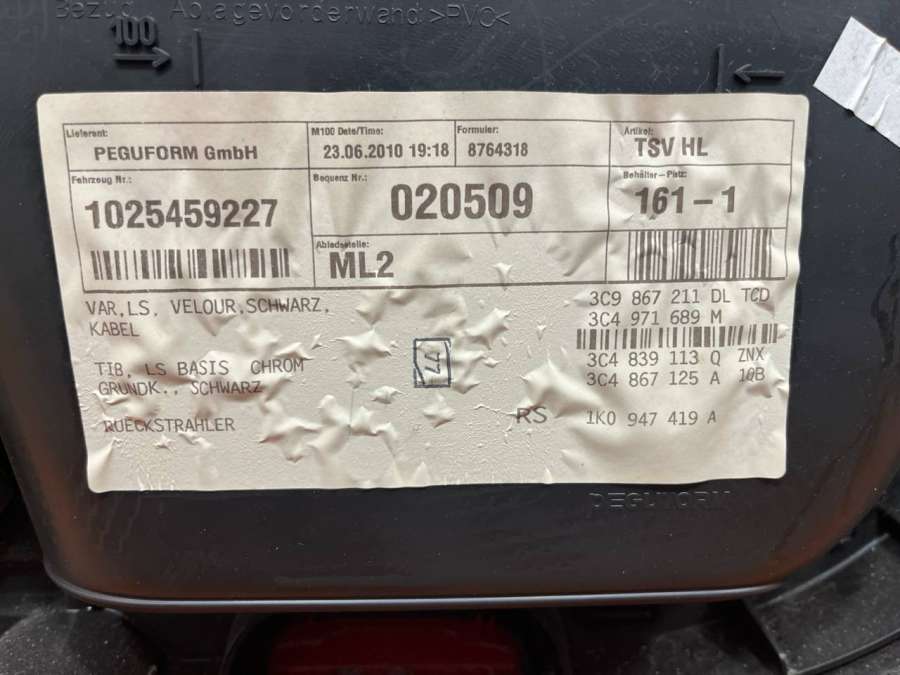 Bezug Ablagevorderwand >PVC<
100
Lieferant:
PEGUFORM GmbH
M100 Date/Time:
23.06.2010 19:18
Formuler:
8764318
Artikel:
TSV HL
Fahrzeug Nr.:
1025459227
Sequenz Nr.:
020509
Behälter-Platz:
161-1
Abladestelle:
ML2
VAR,LS, VELOUR,SCHWARZ,
KABEL
3C9 867 211 DL TCD
3C4 971 689 M
TIB, LS BASIS CHROM
GRUNDK., SCHWARZ
3C4 839 113 Q ZNX
3C4 867 125 A 1QB
RUECKSTRAHLER
RS 1K0 947 419 A
PEGUFORM